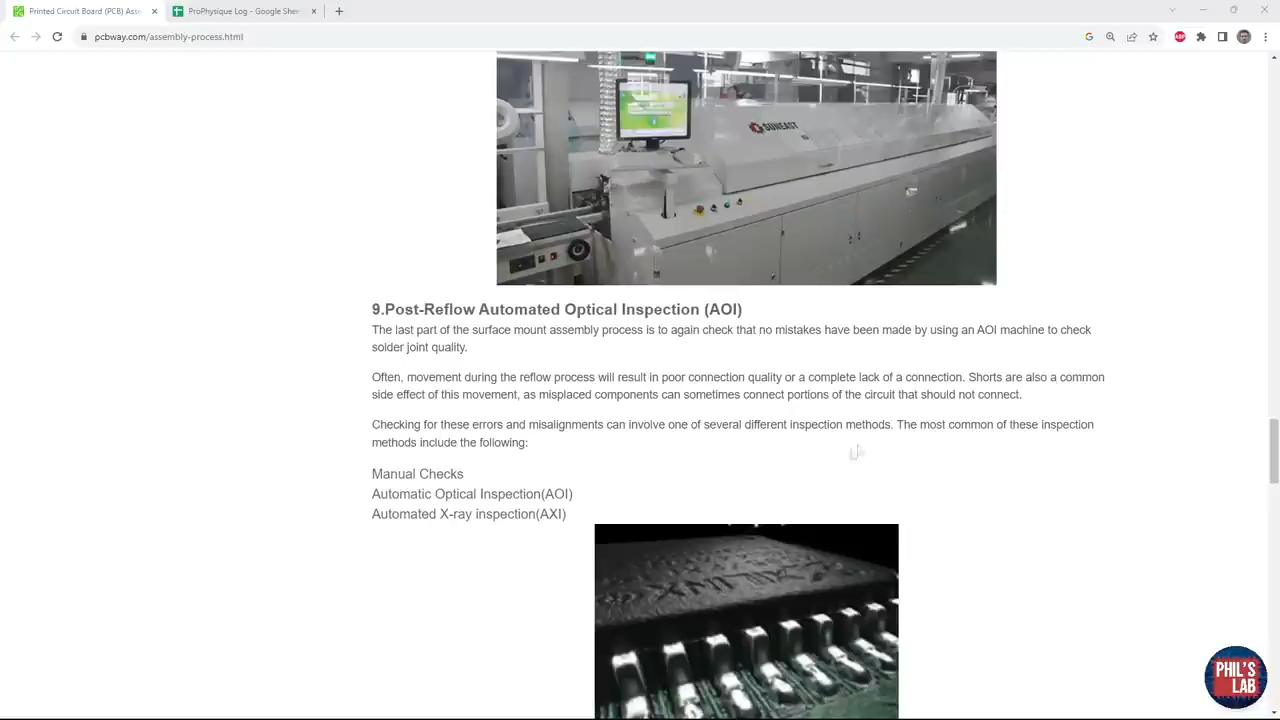 Printed Circuit Board (PCB) Asse
ProPhysique Log - Google Shee
pcbway.com/assembly-process.html
ABP
SUNEAST
9.Post-Reflow Automated Optical Inspection (AOI)
The last part of the surface mount assembly process is to again check that no mistakes have been made by using an AOI machine to check
solder joint quality.
Often, movement during the reflow process will result in poor connection quality or a complete lack of a connection. Shorts are also a common
side effect of this movement, as misplaced components can sometimes connect portions of the circuit that should not connect.
Checking for these errors and misalignments can involve one of several different inspection methods. The most common of these inspection
methods include the following:
Manual Checks
Automatic Optical Inspection(AOI)
Automated X-ray inspection(AXI)
XILINX
PHIL'S
LAB